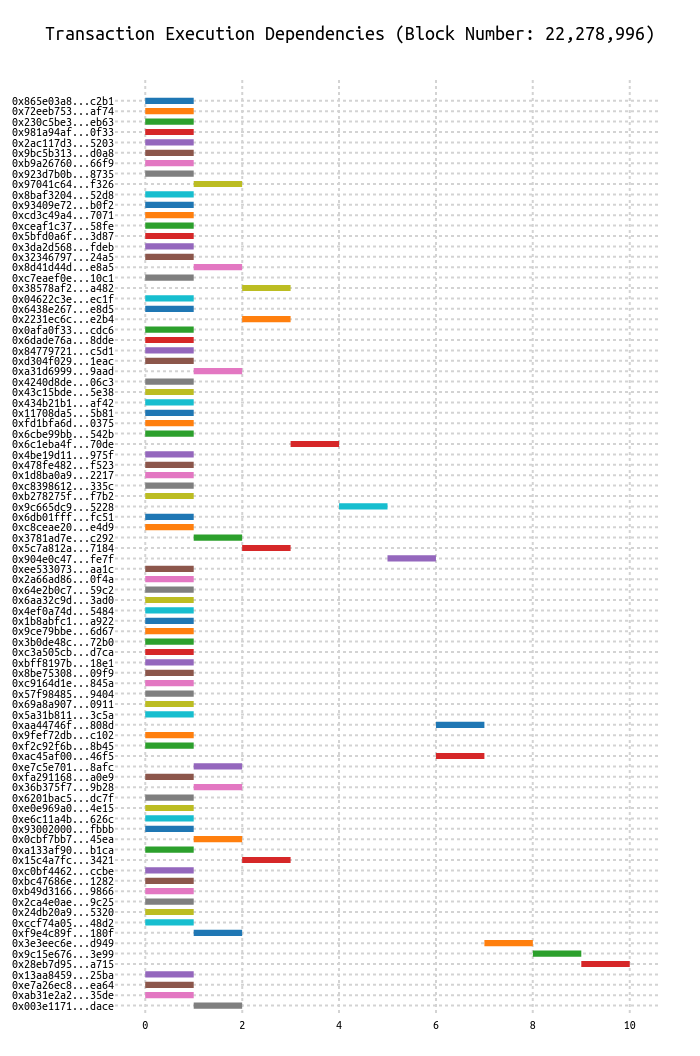 Transaction Execution Dependencies (Block Number: 22,278,996)
0x865e03a8...c2b1
0x72eeb753...af74
0x230c5be3...eb63
0x981a94af...0f33
0x2ac117d3...5203
0x9bc5b313...d0a8
0xb9a26760...66f9
0x923d7b0b...8735
0x97041c64...f326
0x8baf3204...52d8
0x93409e72...b0f2
0xcd3c49a4...7071
0xceaf1c37...58fe
0x5bfd0a6f...3d87
0x3da2d568...fdeb
0x32346797...24a5
0x8d41d44d...e8a5
0xc7eaef0e...10c1
0x38578af2...a482
0x04622c3e...ec1f
0x6438e267...e8d5
0x2231ec6c...e2b4
0x0afa0f33...cdc6
0x6dade76a...8dde
0x84779721...c5d1
0xd304f029...1eac
0xa31d6999...9aad
0x4240d8de...06c3
0x43c15bde...5e38
0x434b21b1...af42
0x11708da5...5b81
0xfd1bfa6d...0375
0x6cbe99bb...542b
0x6c1eba4f...70de
0x4be19d11...975f
0x478fe482...f523
0x1d8ba0a9...2217
0xc8398612...335c
0xb278275f...f7b2
0x9c665dc9...5228
0x6db01fff...fc51
0xc8ceae20...e4d9
0x3781ad7e...c292
0x5c7a812a...7184
0x904e0c47...fe7f
0xee533073...aa1c
0x2a66ad86...0f4a
0x64e2b0c7...59c2
0x6aa32c9d...3ad0
0x4ef0a74d...5484
0x1b8abfc1...a922
0x9ce79bbe...6d67
0x3b0de48c...72b0
0xc3a505cb...d7ca
0xbff8197b...18e1
0x8be75308...09f9
0xc9164d1e...845a
0x57f98485...9404
0x69a8a907...0911
0x5a31b811...3c5a
0xaa44746f...808d
0x9fef72db...c102
0xf2c92f6b...8b45
0xac45af00...46f5
0xe7c5e701...8afc
0xfa291168...a0e9
0x36b375f7...9b28
0x6201bac5...dc7f
0xe0e969a0...4e15
0xe6c11a4b...626c
0x93002000...fbbb
0x0cbf7bb7...45ea
0xa133af90...b1ca
0x15c4a7fc...3421
0xc0bf4462...ccbe
0xbc47686e...1282
0xb49d3166...9866
0x2ca4e0ae...9c25
0x24db20a9...5320
0xccf74a05...48d2
0xf9e4c89f...180f
0x3e3eec6e...d949
0x9c15e676...3e99
0x28eb7d95...a715
0x13aa8459...25ba
0xe7a26ec8...ea64
0xab31e2a2...35de
0x003e1171...dace
0 2 4 6 8 10